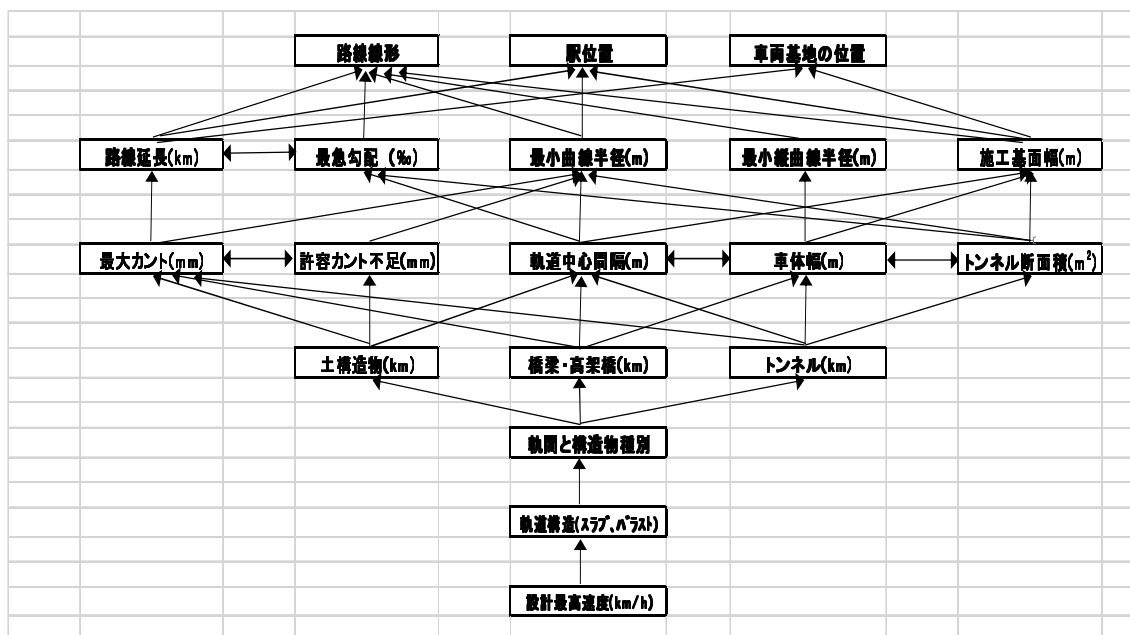 路線線形
駅位置
車両基地の位置
路線延長(km)
最急勾配（‰）
最小曲線半径(m)
最小縦曲線半径(m)
施工基面幅(m)
最大カント(mm)
許容カント不足(mm)
軌道中心間隔(m)
車体幅(m)
トンネル断面積(m²)
土構造物(km)
橋梁・高架橋(km)
トンネル(km)
軌間と構造物種別
軌道構造(ｽﾗﾌﾞ､ﾊﾞﾗｽﾄ)
設計最高速度(km/h)